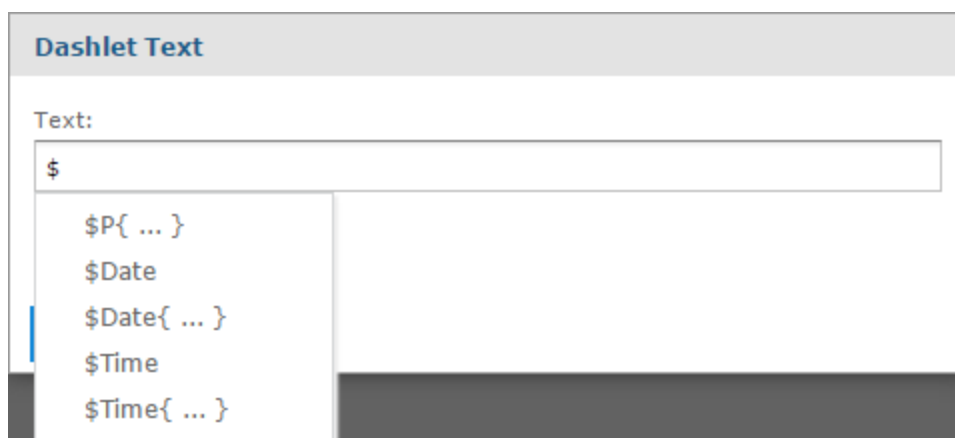 Dashlet Text
Text:
$
$P{ ... }
$Date
$Date{ ... }
$Time
$Time{ ... }